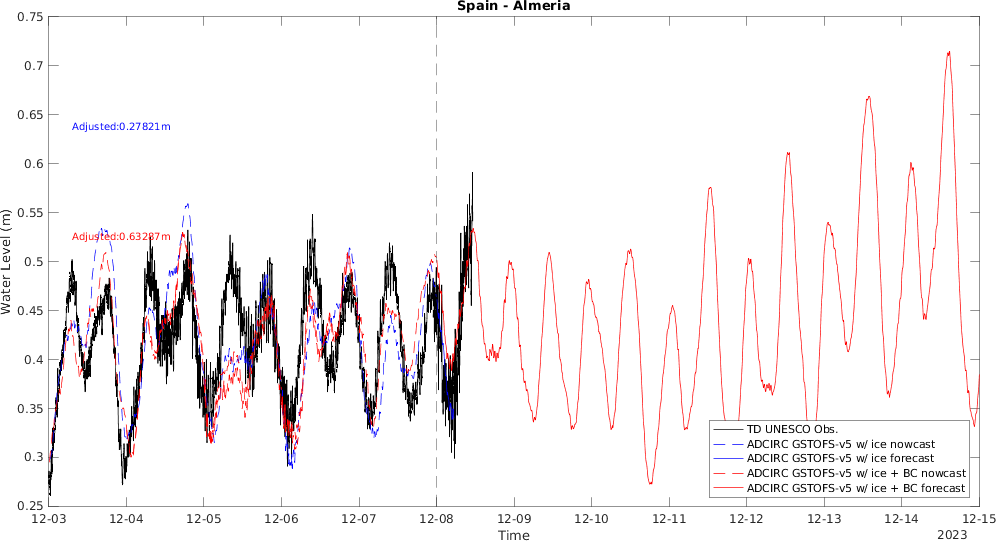 Spain - Almeria
0.75
0.7
0.65
0.6
0.55
0.5
0.45
0.4
0.35
0.3
0.25
Water Level (m)
Adjusted:0.27821m
Adjusted:0.63287m
TD UNESCO Obs.
ADCIRC GSTOFS-v5 w/ ice nowcast
ADCIRC GSTOFS-v5 w/ ice forecast
ADCIRC GSTOFS-v5 w/ ice + BC nowcast
ADCIRC GSTOFS-v5 w/ ice + BC forecast
12-03 12-04 12-05 12-06 12-07 12-08 12-09 12-10 12-11 12-12 12-13 12-14 12-15
Time
2023